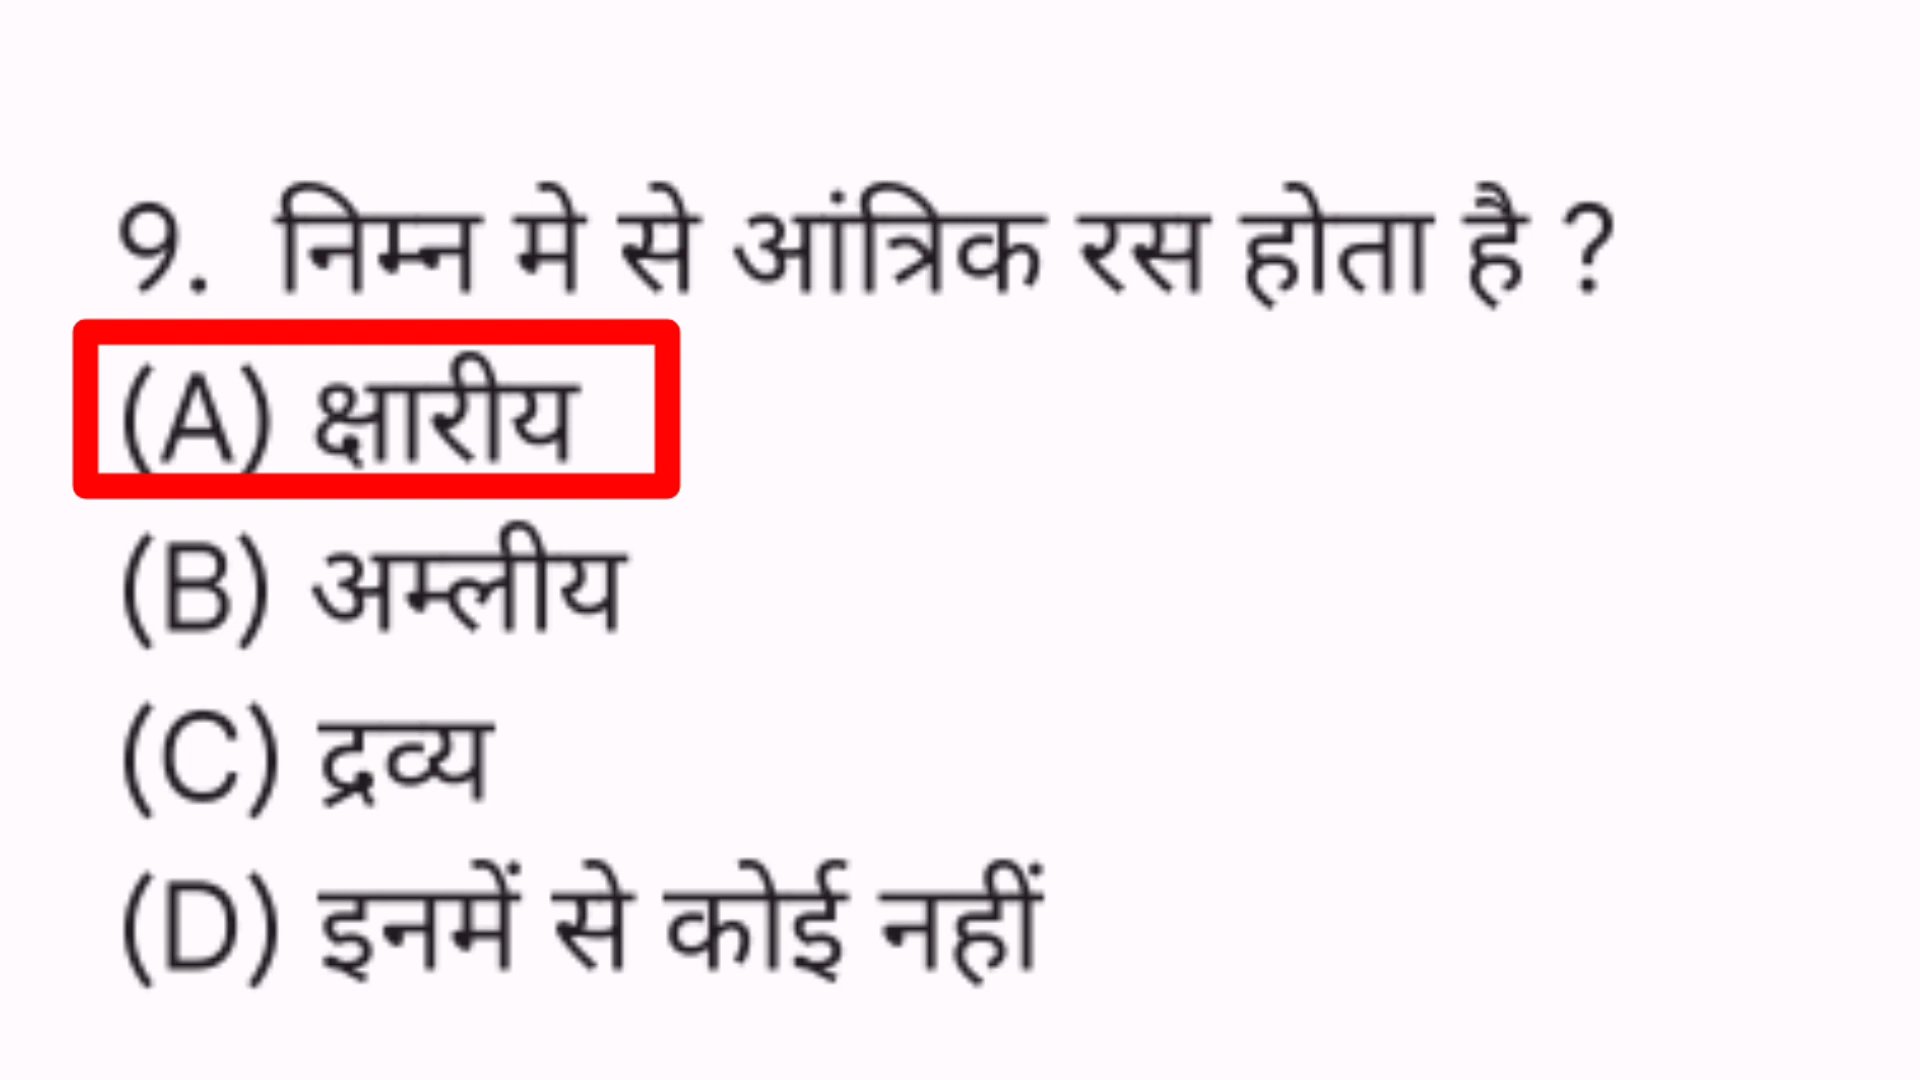 9. निम्न मे से आंत्रिक रस होता है ?
(A) क्षारीय
(B) अम्लीय
(C) द्रव्य
(D) इनमें से कोई नहीं